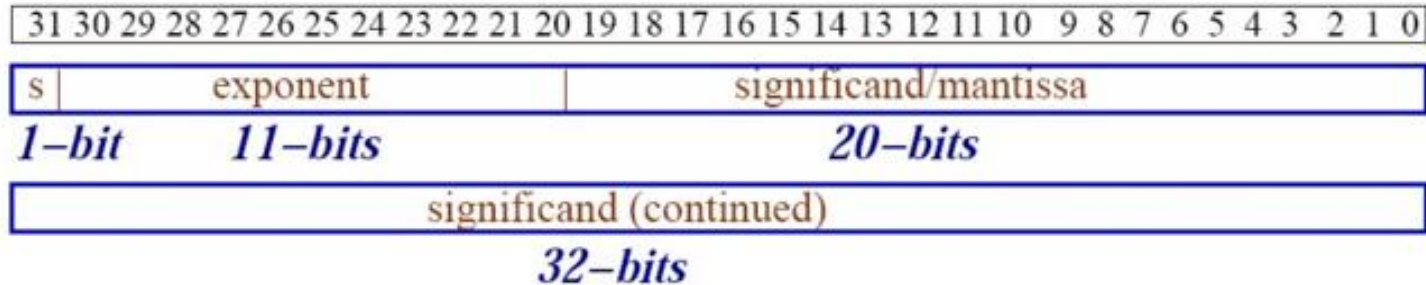 31 30 29 28 27 26 25 24 23 22 21 20 19 18 17 16 15 14 13 12 11 10 9 8 7 6 5 4 3 2 1 0
s exponent significand/mantissa
1–bit 11–bits 20–bits
significand (continued)
32–bits